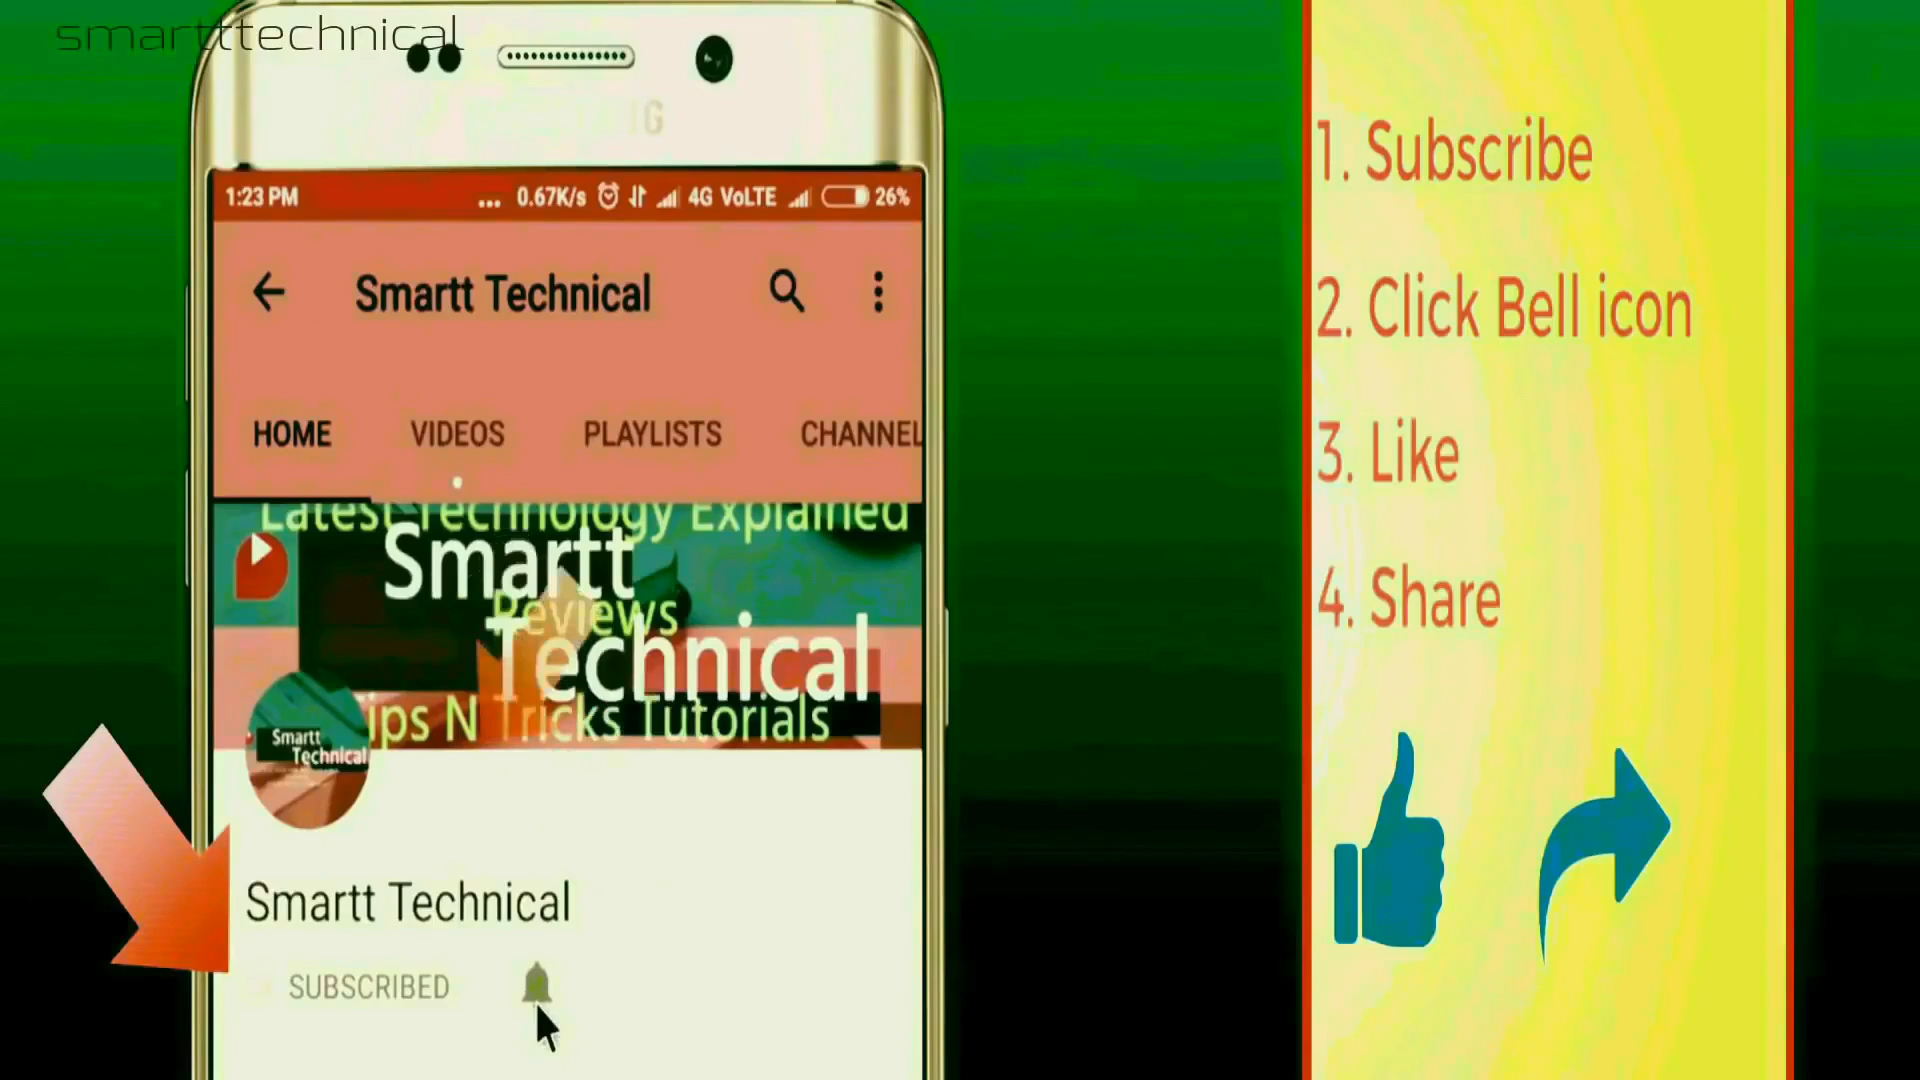 smarttechnical
1:23 PM
... 0.67K/s 4G VoLTE 26%
Smartt Technical
HOME VIDEOS PLAYLISTS CHANNEL
Latest Technology Explained
Smartt
Reviews
Technical
ips N Tricks Tutorials
Smartt
Technical
Smartt Technical
SUBSCRIBED
1. Subscribe
2. Click Bell icon
3. Like
4. Share